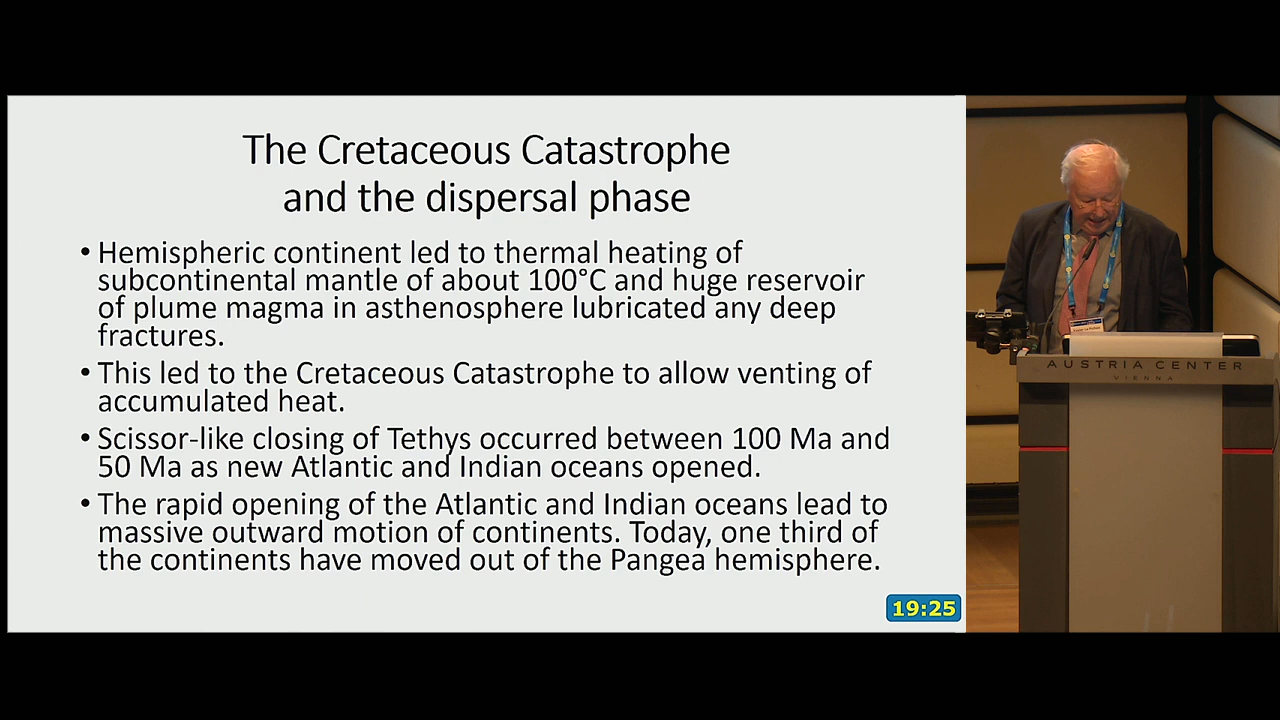 The Cretaceous Catastrophe
and the dispersal phase
• Hemispheric continent led to thermal heating of
subcontinental mantle of about 100°C and huge reservoir
of plume magma in asthenosphere lubricated any deep
fractures.
• This led to the Cretaceous Catastrophe to allow venting of
accumulated heat.
• Scissor-like closing of Tethys occurred between 100 Ma and
50 Ma as new Atlantic and Indian oceans opened.
• The rapid opening of the Atlantic and Indian oceans lead to
massive outward motion of continents. Today, one third of
the continents have moved out of the Pangea hemisphere.
19:25
AUSTRIA CENTER
VIENNA